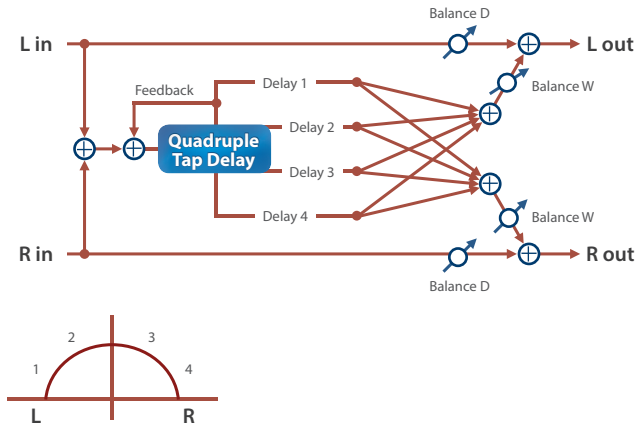 Balance D
L in
L out
Feedback
Delay 1
Balance W
Quadruple
Tap Delay
Delay 2
Delay 3
Delay 4
Balance W
R in
R out
Balance D
2
3
1
4
L
R